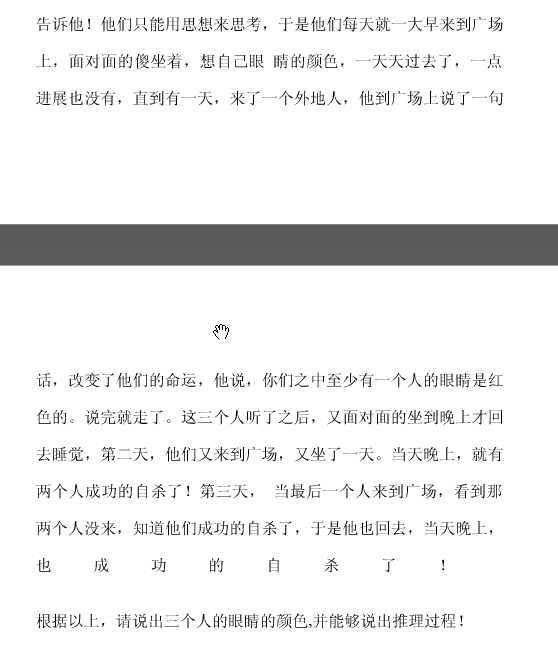 告诉他！他们只能用思想来思考，于是他们每天就一大早来到广场
上，面对面的傻坐着，想自己眼 睛的颜色，一天天过去了，一点
进展也没有，直到有一天，来了一个外地人，他到广场上说了一句
话，改变了他们的命运，他说，你们之中至少有一个人的眼睛是红
色的。说完就走了。这三个人听了之后，又面对面的坐到晚上才回
去睡觉，第二天，他们又来到广场，又坐了一天。当天晚上，就有
两个人成功的自杀了！第三天， 当最后一个人来到广场，看到那
两个人没来，知道他们成功的自杀了，于是他也回去，当天晚上，
也 成 功 的 自 杀 了 ！
根据以上，请说出三个人的眼睛的颜色,并能够说出推理过程！